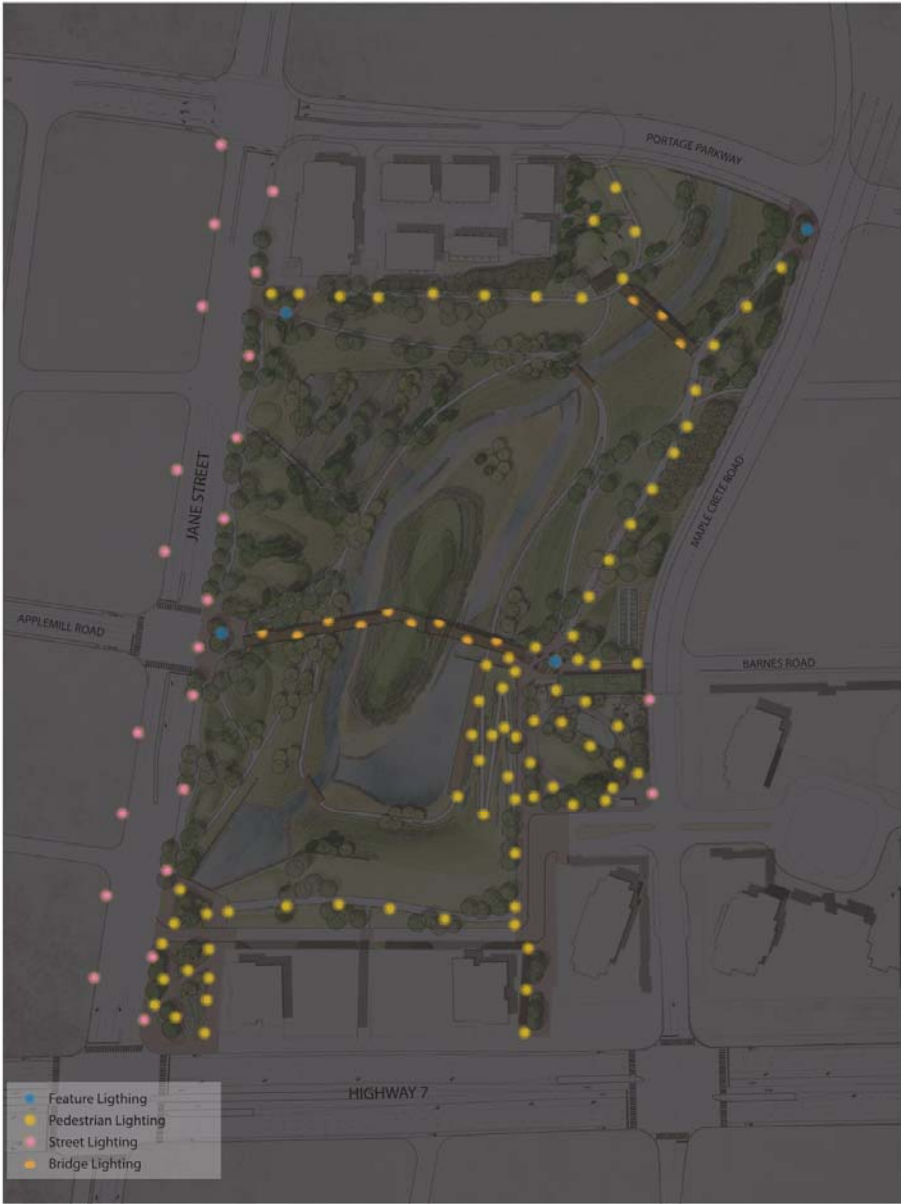 PORTAGE PARKWAY
MAPLE CRETE ROAD
JANE STREET
APPLEMILL ROAD
BARNES ROAD
HIGHWAY 7
Feature Ligthing
Pedestrian Lighting
Street Lighting
Bridge Lighting